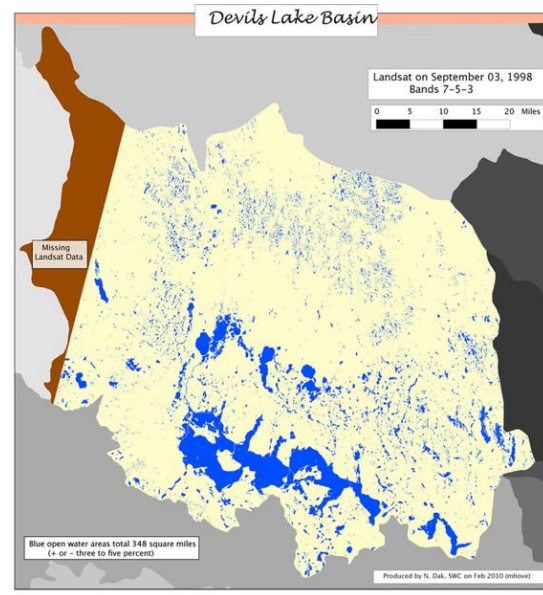 Devils Lake Basin
Landsat on September 03, 1998
Bands 7-5-3
0 5 10 15 20 Miles
Missing
Landsat Data
Blue open water areas total 348 square miles
(+ or - three to five percent)
Produced by N. Dak. SWC on Feb 2010 (mhove)